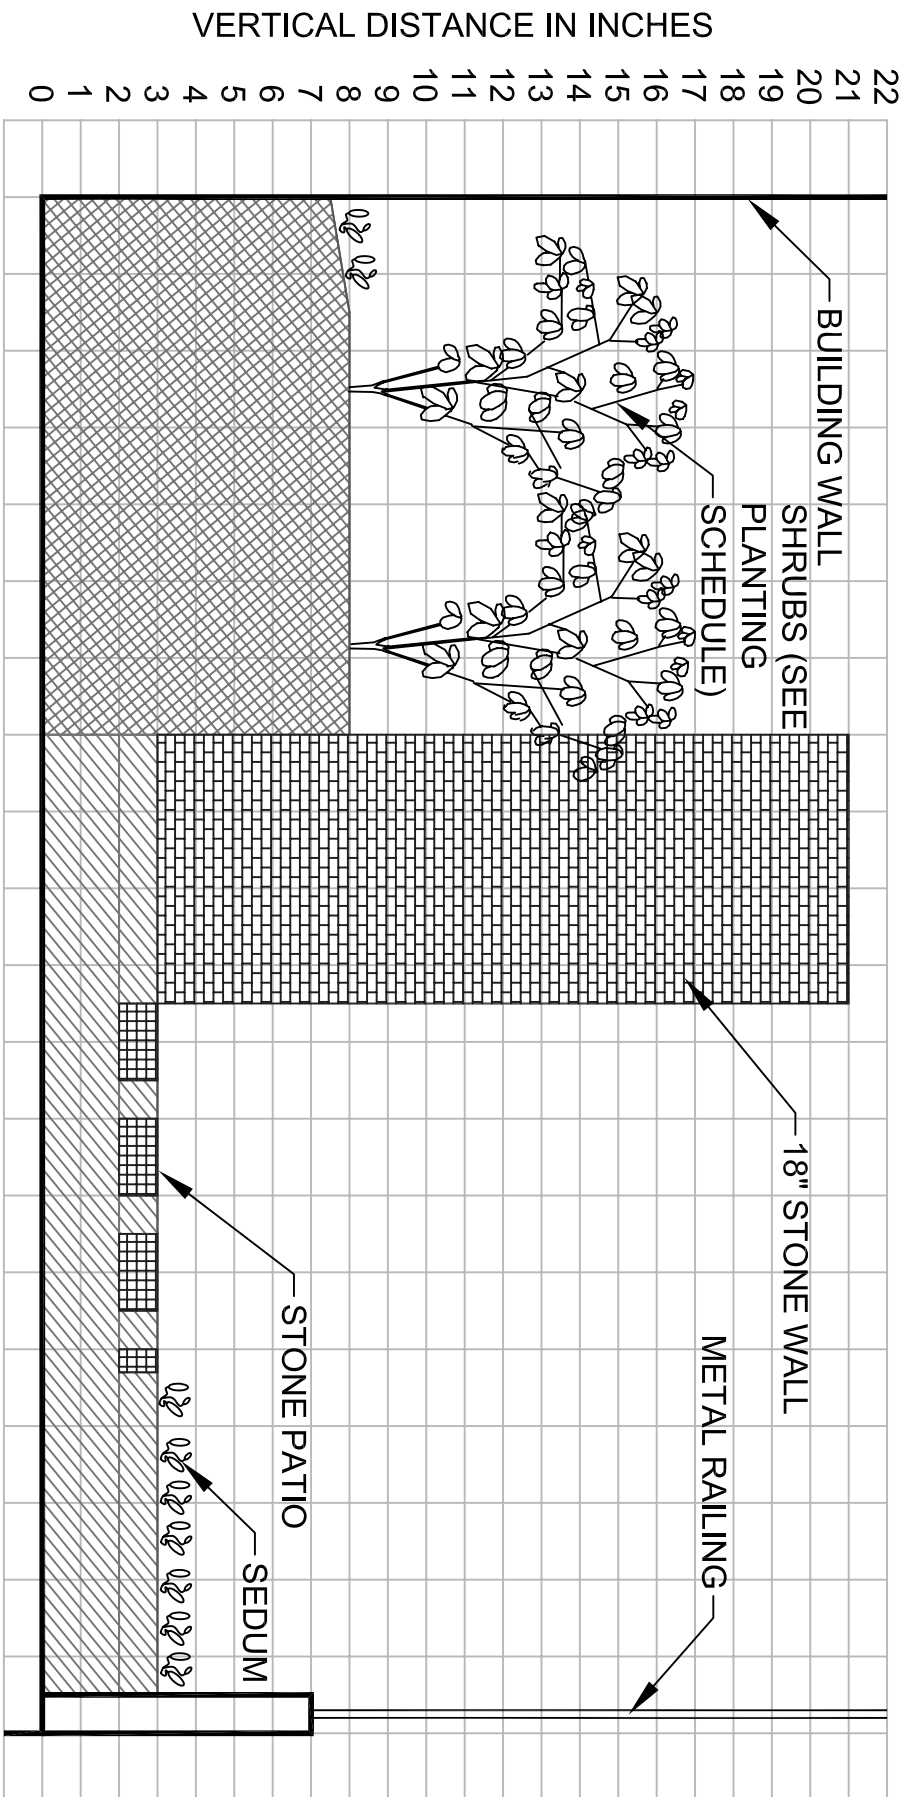 VERTICAL DISTANCE IN INCHES
22
21
20
19
18
17
16
15
14
13
12
11
10
9
8
7
6
5
4
3
2
1
0
BUILDING WALL
SHRUBS (SEE
PLANTING
SCHEDULE)
18" STONE WALL
METAL RAILING
STONE PATIO
SEDUM